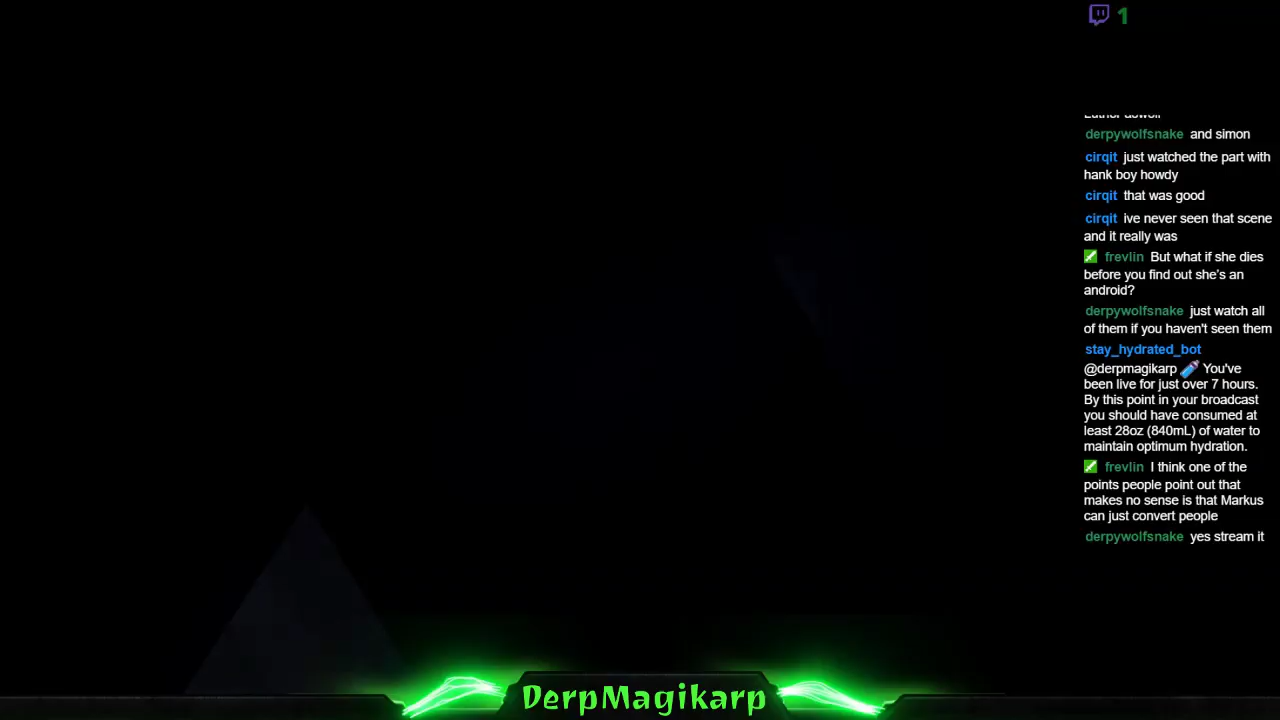 1
derpywolfsnake and simon
cirqit just watched the part with
hank boy howdy
cirqit that was good
cirqit ive never seen that scene
and it really was
frevlin But what if she dies
before you find out she's an
android?
derpywolfsnake just watch all
of them if you haven't seen them
stay_hydrated_bot
@derpmagikarp You've
been live for just over 7 hours.
By this point in your broadcast
you should have consumed at
least 28oz (840mL) of water to
maintain optimum hydration.
frevlin I think one of the
points people point out that
makes no sense is that Markus
can just convert people
derpywolfsnake yes stream it
DerpMagikarp